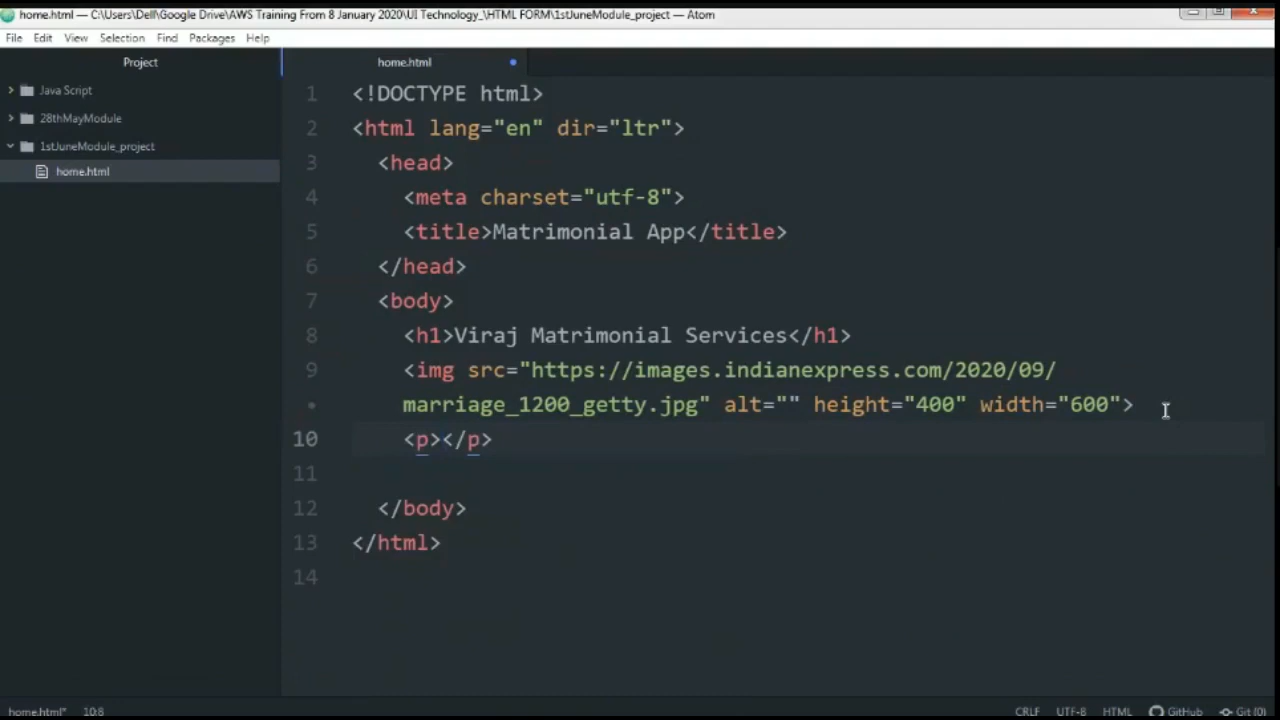 home.html — C:\Users\Dell\Google Drive\AWS Training From 8 January 2020\UI Technology_\HTML FORM\1stJuneModule_project — Atom
File Edit View Selection Find Packages Help
Project
home.html
Java Script
28thMayModule
1stJuneModule_project
home.html
1 <!DOCTYPE html>
2 <html lang="en" dir="ltr">
3 <head>
4 <meta charset="utf-8">
5 <title>Matrimonial App</title>
6 </head>
7 <body>
8 <h1>Viraj Matrimonial Services</h1>
9 <img src="https://images.indianexpress.com/2020/09/
• marriage_1200_getty.jpg" alt="" height="400" width="600">
10 <p></p>
11
12 </body>
13 </html>
14
home.html* 10:8 CRLF UTF-8 HTML GitHub Git (0)